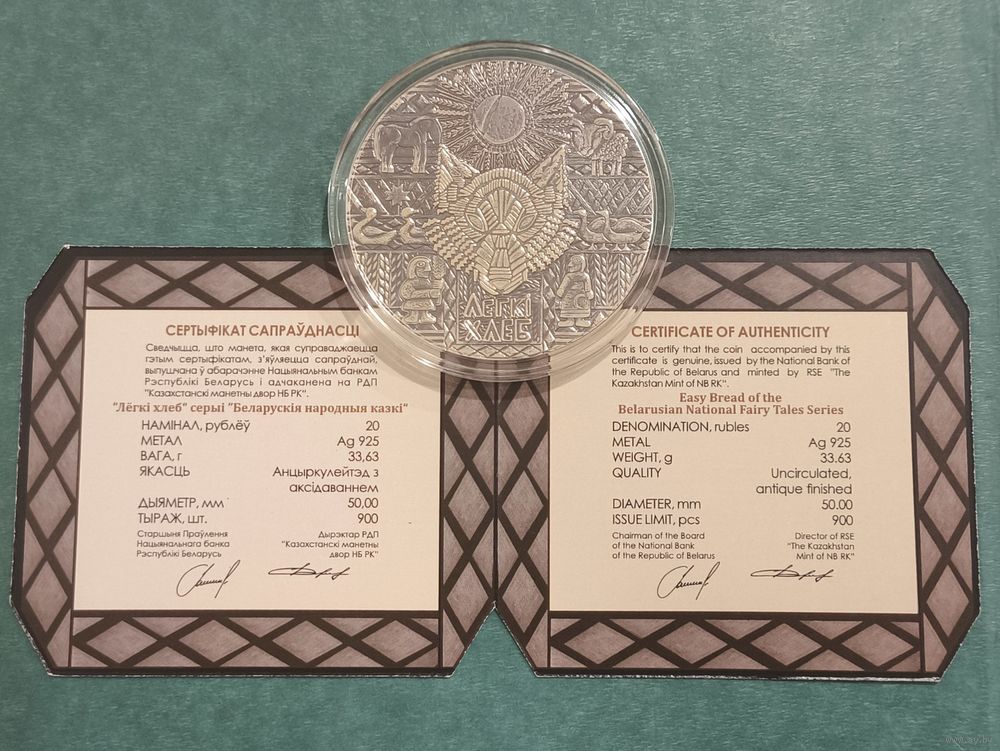 ЛЕГКІ
ХЛЕБ
СЕРТЫФІКАТ САПРАЎДНАСЦІ
Сведчыцца, што манета, якая суправаджаецца
гэтым сертыфікатам, з'яўляецца сапраўднай,
выпушчана ў абарачэнне Нацыянальным банкам
Рэспублікі Беларусь і адчаканена на РДП
"Казахстанскі манетны двор НБ РК".
"Лёгкі хлеб" серыі "Беларускія народныя казкі"
НАМІНАЛ, рублёў 20
МЕТАЛ Ag 925
ВАГА, г 33,63
ЯКАСЦЬ Анцыркулейтэд з
аксідаваннем
ДЫЯМЕТР, мм 50,00
ТЫРАЖ, шт. 900
Старшыня Праўлення
Нацыянальнага банка
Рэспублікі Беларусь
Дырэктар РДП
"Казахстанскі манетны
двор НБ РК"
CERTIFICATE OF AUTHENTICITY
This is to certify that the coin accompanied by this
certificate is genuine, issued by the National Bank of
the Republic of Belarus and minted by RSE "The
Kazakhstan Mint of NB RK".
Easy Bread of the
Belarusian National Fairy Tales Series
DENOMINATION, rubles 20
METAL Ag 925
WEIGHT, g 33.63
QUALITY Uncirculated,
antique finished
DIAMETER, mm 50.00
ISSUE LIMIT, pcs 900
Chairman of the Board
of the National Bank
of the Republic of Belarus
Director of RSE
"The Kazakhstan
Mint of NB RK"